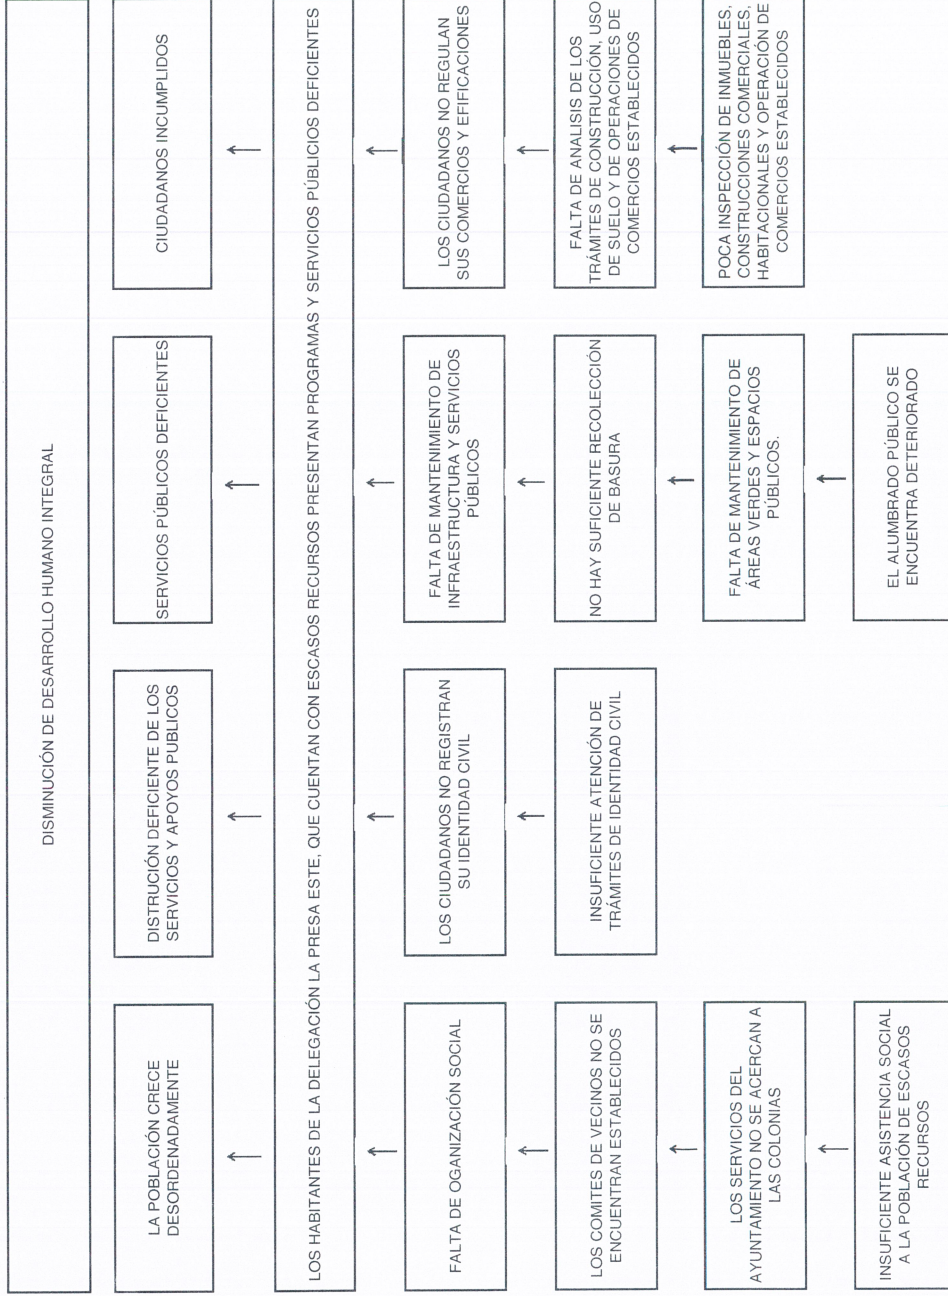 DISMINUCIÓN DE DESARROLLO HUMANO INTEGRAL
LA POBLACIÓN CRECE
DESORDENADAMENTE
DISTRUCIÓN DEFICIENTE DE LOS
SERVICIOS Y APOYOS PUBLICOS
SERVICIOS PÚBLICOS DEFICIENTES
CIUDADANOS INCUMPLIDOS
LOS HABITANTES DE LA DELEGACIÓN LA PRESA ESTE, QUE CUENTAN CON ESCASOS RECURSOS PRESENTAN PROGRAMAS Y SERVICIOS PÚBLICIOS DEFICIENTES
FALTA DE OGANIZACIÓN SOCIAL
LOS CIUDADANOS NO REGISTRAN
SU IDENTIDAD CIVIL
FALTA DE MANTENIMIENTO DE
INFRAESTRUCTURA Y SERVICIOS
PÚBLICOS
LOS CIUDADANOS NO REGULAN
SUS COMERCIOS Y EFIFICACIONES
LOS COMITES DE VECINOS NO SE
ENCUENTRAN ESTABLECIDOS
INSUFICIENTE ATENCIÓN DE
TRÁMITES DE IDENTIDAD CIVIL
NO HAY SUFICIENTE RECOLECCIÓN
DE BASURA
FALTA DE ANALISIS DE LOS
TRÁMITES DE CONSTRUCCIÓN, USO
DE SUELO Y DE OPERACIONES DE
COMERCIOS ESTABLECIDOS
LOS SERVICIOS DEL
AYUNTAMIENTO NO SE ACERCAN A
LAS COLONIAS
FALTA DE MANTENIMIENTO DE
ÁREAS VERDES Y ESPACIOS
PÚBLICOS.
POCA INSPECCIÓN DE INMUEBLES,
CONSTRUCCIONES COMERCIALES,
HABITACIONALES Y OPERACIÓN DE
COMERCIOS ESTABLECIDOS
INSUFICIENTE ASISTENCIA SOCIAL
A LA POBLACIÓN DE ESCASOS
RECURSOS
EL ALUMBRADO PÚBLICO SE
ENCUENTRA DETERIORADO